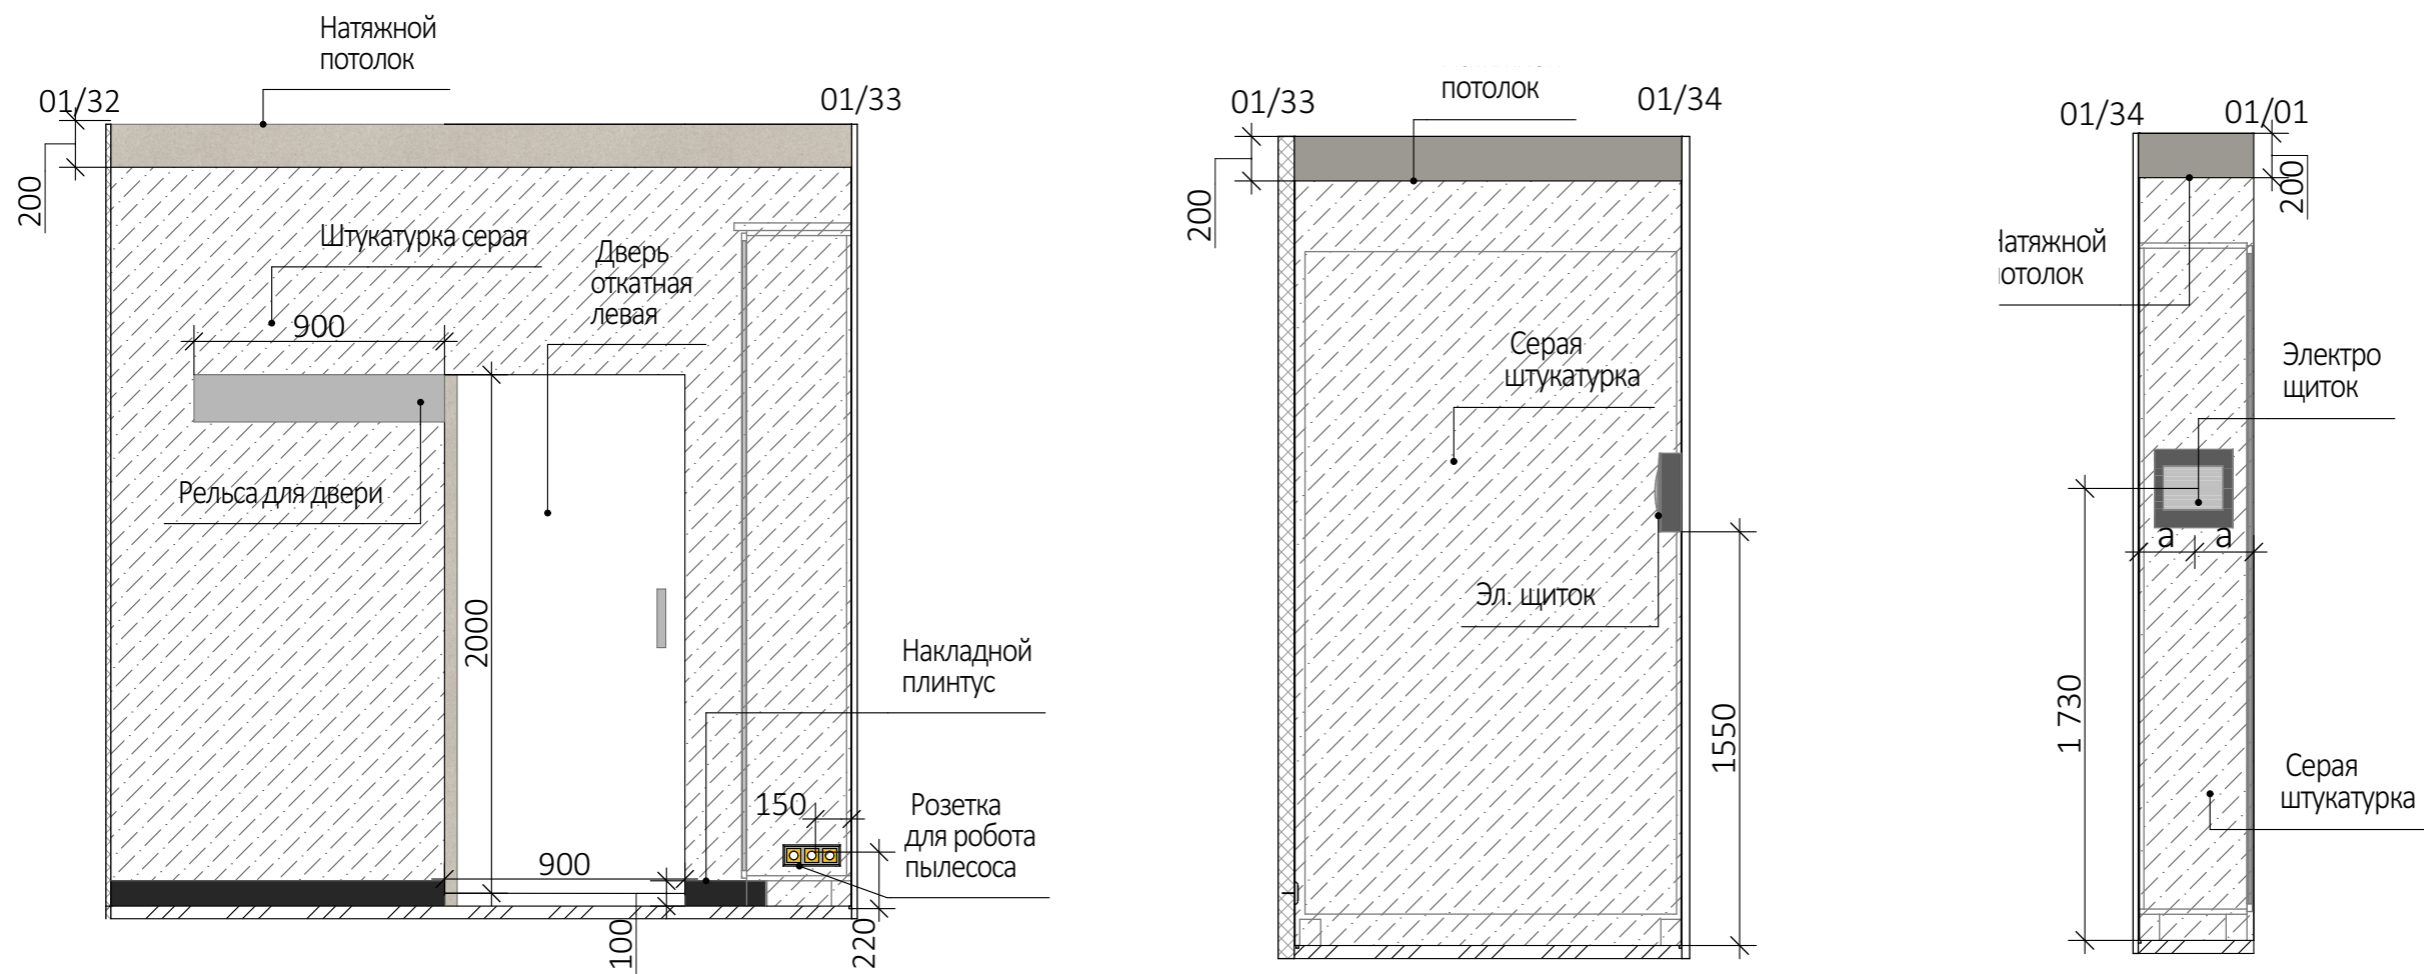 Натяжной
потолок
01/32
01/33
200
Штукатурка серая
Дверь
откатная
левая
900
Рельса для двери
2000
Накладной
плинтус
150
Розетка
для робота
пылесоса
900
100
220
потолок
01/33
01/34
200
Серая
штукатурка
Эл. щиток
1550
01/34
01/01
200
атяжной
отолок
Электро
щиток
а а
1 730
Серая
штукатурка